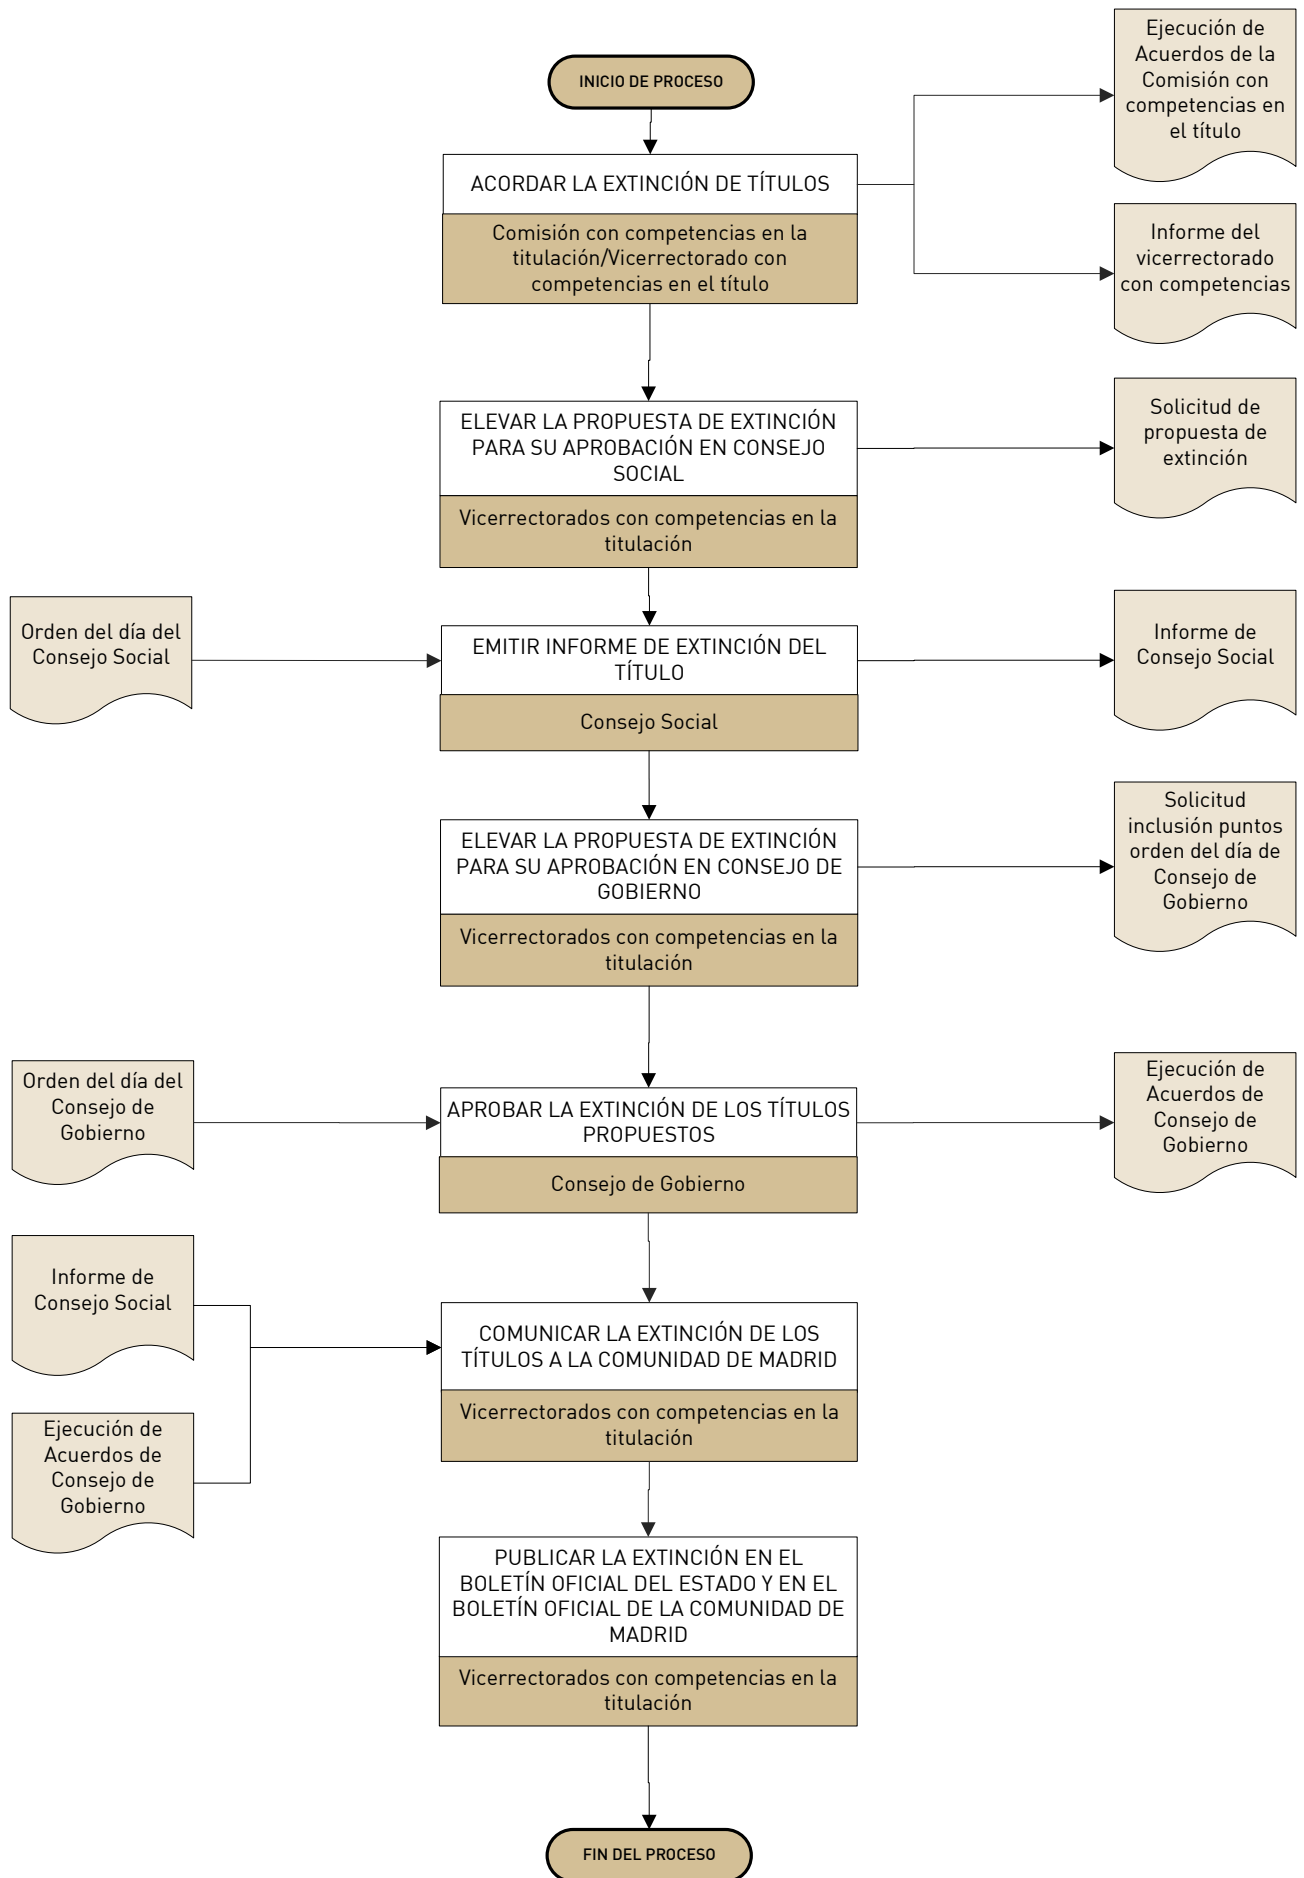 INICIO DE PROCESO
Ejecución de
Acuerdos de la
Comisión con
competencias en
el título
ACORDAR LA EXTINCIÓN DE TÍTULOS
Comisión con competencias en la
titulación/Vicerrectorado con
competencias en el título
Informe del
vicerrectorado
con competencias
ELEVAR LA PROPUESTA DE EXTINCIÓN
PARA SU APROBACIÓN EN CONSEJO
SOCIAL
Vicerrectorados con competencias en la
titulación
Solicitud de
propuesta de
extinción
Orden del día del
Consejo Social
EMITIR INFORME DE EXTINCIÓN DEL
TÍTULO
Consejo Social
Informe de
Consejo Social
ELEVAR LA PROPUESTA DE EXTINCIÓN
PARA SU APROBACIÓN EN CONSEJO DE
GOBIERNO
Vicerrectorados con competencias en la
titulación
Solicitud
inclusión puntos
orden del día de
Consejo de
Gobierno
Orden del día del
Consejo de
Gobierno
APROBAR LA EXTINCIÓN DE LOS TÍTULOS
PROPUESTOS
Consejo de Gobierno
Ejecución de
Acuerdos de
Consejo de
Gobierno
Informe de
Consejo Social
Ejecución de
Acuerdos de
Consejo de
Gobierno
COMUNICAR LA EXTINCIÓN DE LOS
TÍTULOS A LA COMUNIDAD DE MADRID
Vicerrectorados con competencias en la
titulación
PUBLICAR LA EXTINCIÓN EN EL
BOLETÍN OFICIAL DEL ESTADO Y EN EL
BOLETÍN OFICIAL DE LA COMUNIDAD DE
MADRID
Vicerrectorados con competencias en la
titulación
FIN DEL PROCESO